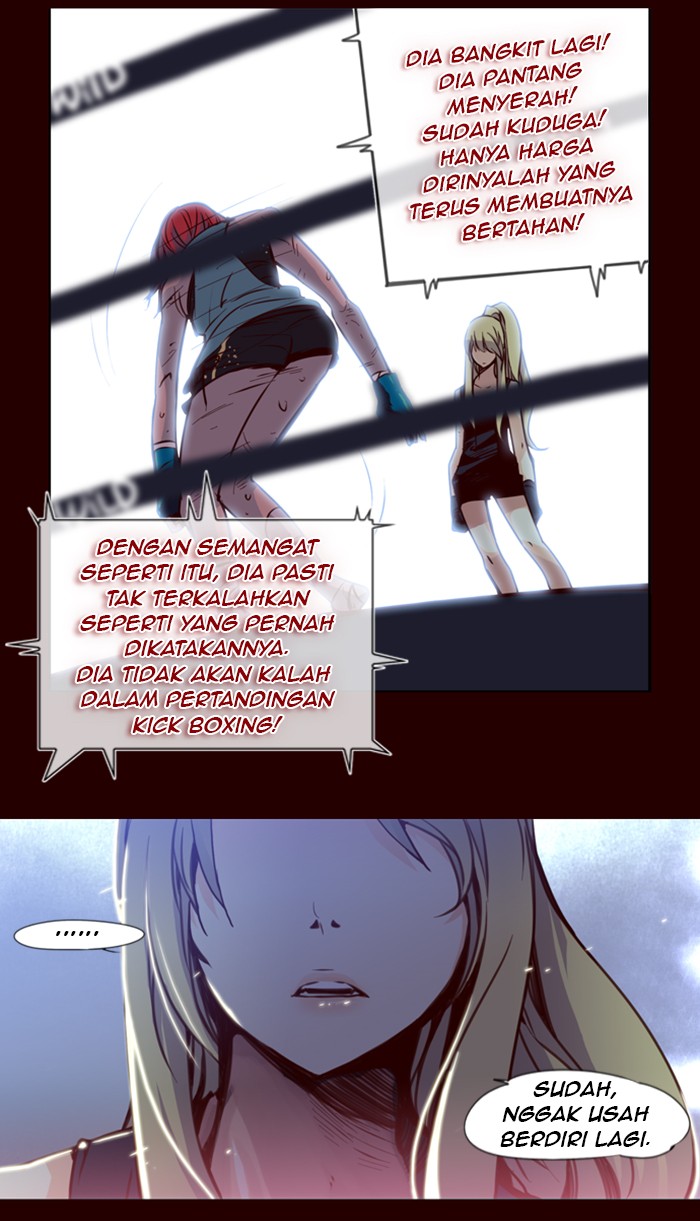 WILD
DIA BANGKIT LAGI!
DIA PANTANG
MENYERAH!
SUDAH KUDUGA!
HANYA HARGA
DIRINYALAH YANG
TERUS MEMBUATNYA
BERTAHAN!
WILD
DENGAN SEMANGAT
SEPERTI ITU, DIA PASTI
TAK TERKALAHKAN
SEPERTI YANG PERNAH
DIKATAKANNYA.
DIA TIDAK AKAN KALAH
DALAM PERTANDINGAN
KICK BOXING!
......
SUDAH,
NGGAK USAH
BERDIRI LAGI.